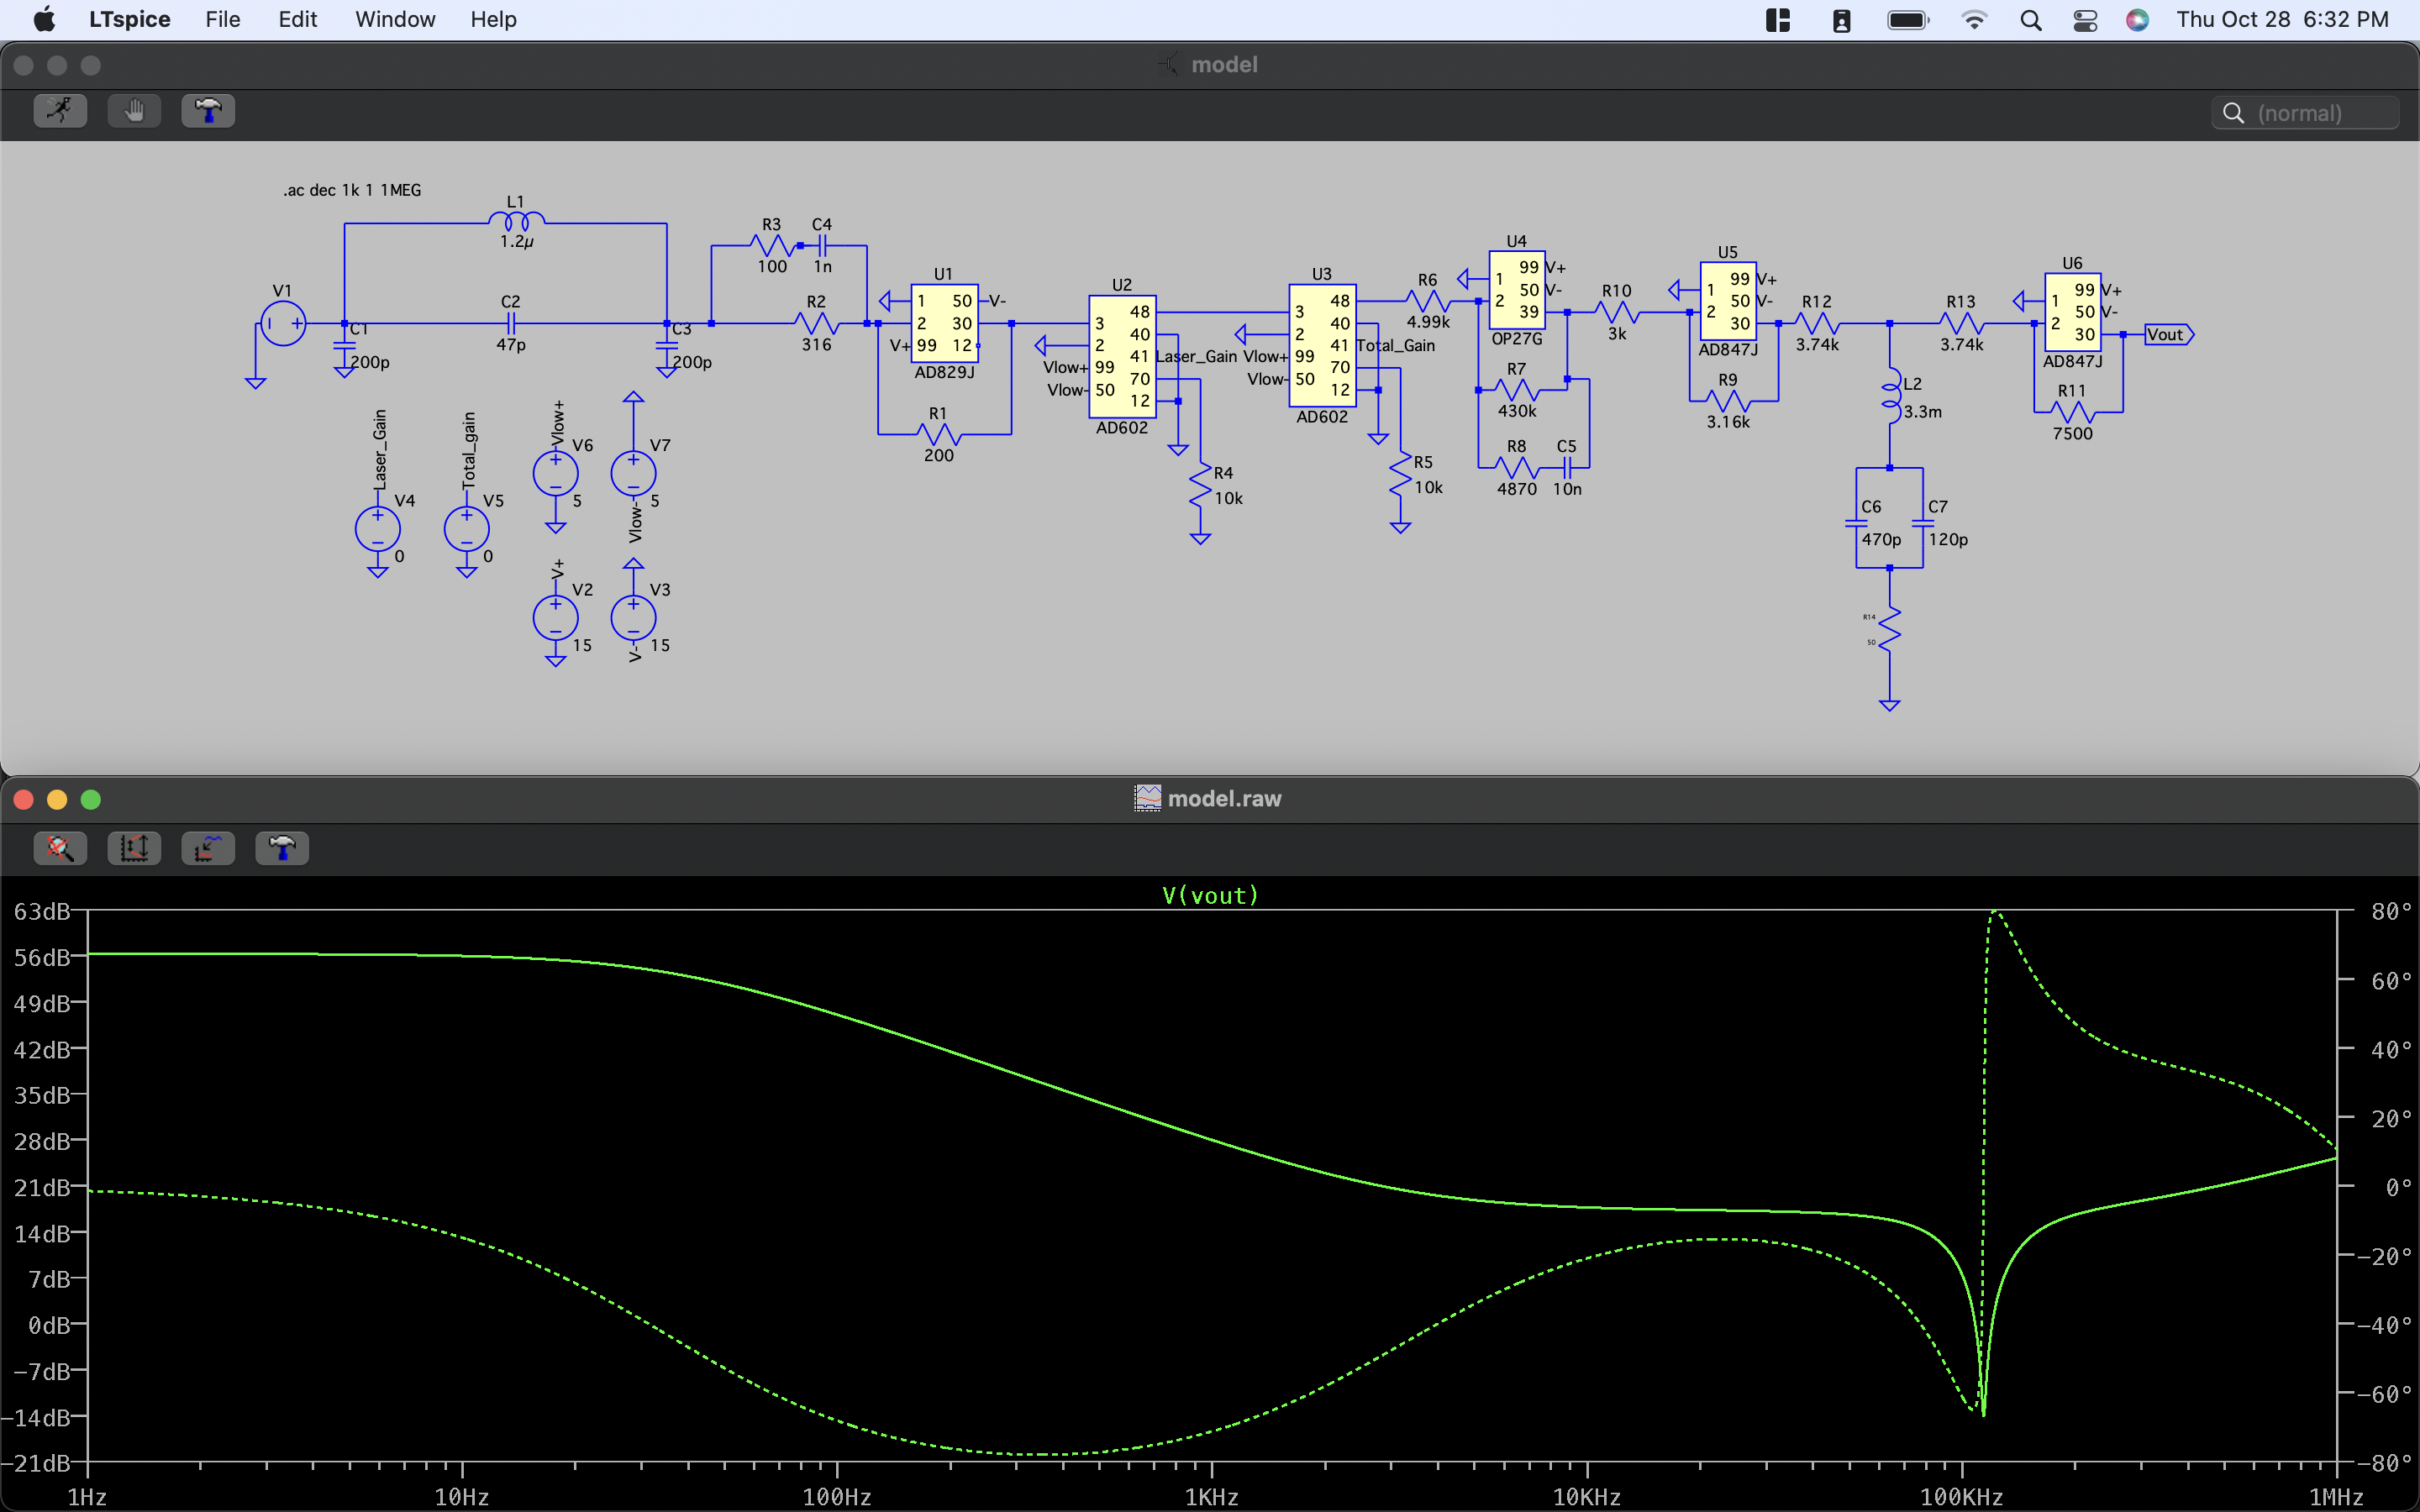 LTspice File Edit Window Help Thu Oct 28 6:32 PM
model
(normal)
.ac dec 1k 1 1MEG
L1
1.2µ
V1
C1
200p
C2
47p
C3
200p
R3
100
C4
1n
R2
316
U1
1 50 V-
2 30
V+ 99 12
AD829J
R1
200
U2
48
3 40
2 41 Laser_Gain
Vlow+ 99 70
Vlow- 50 12
AD602
R4
10k
U3
48
3 40
2 41 Total_Gain
Vlow+ 99 70
Vlow- 50 12
AD602
R5
10k
R6
4.99k
U4
99 V+
1 50 V-
2 39
OP27G
R7
430k
R8
4870
C5
10n
R10
3k
U5
99 V+
1 50 V-
2 30
AD847J
R9
3.16k
R12
3.74k
R13
3.74k
L2
3.3m
C6
470p
C7
120p
R14
50
U6
99 V+
1 50 V-
2 30
AD847J
R11
7500
Vout
Laser_Gain
V4
0
Total_gain
V5
0
Vlow+
V6
5
V7
5
Vlow-
V+
V2
15
V3
15
V-
model.raw
V(vout)
63dB 80°
56dB
49dB 60°
42dB 40°
35dB
28dB 20°
21dB 0°
14dB
7dB -20°
0dB -40°
-7dB
-14dB -60°
-21dB -80°
1Hz 10Hz 100Hz 1KHz 10KHz 100KHz 1MHz